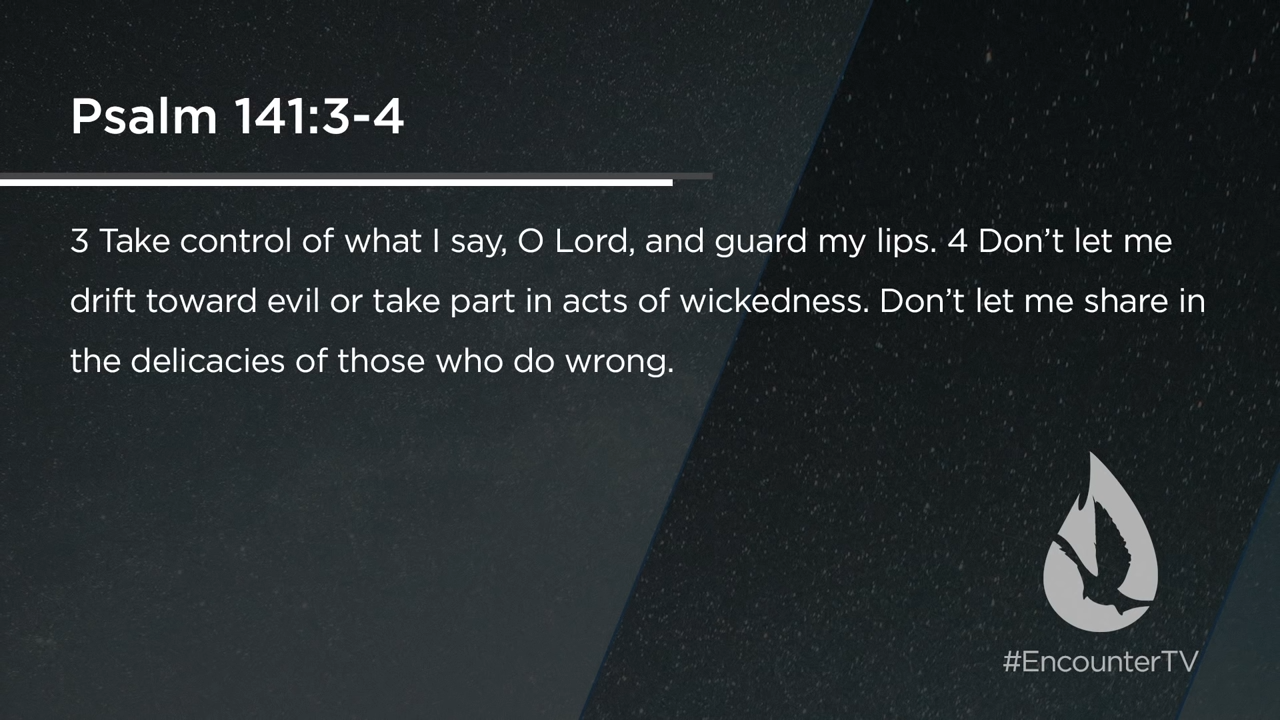 Psalm 141:3-4
3 Take control of what I say, O Lord, and guard my lips. 4 Don’t let me
drift toward evil or take part in acts of wickedness. Don’t let me share in
the delicacies of those who do wrong.
#EncounterTV